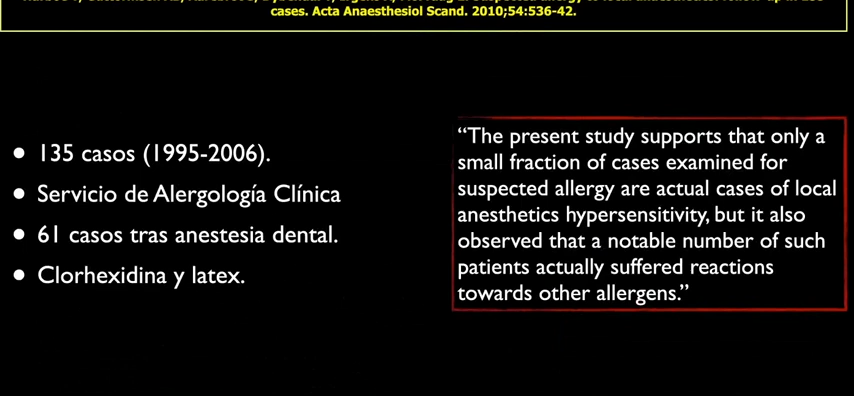 cases. Acta Anaesthesiol Scand. 2010;54:536-42.
• 135 casos (1995-2006).
• Servicio de Alergología Clínica
• 61 casos tras anestesia dental.
• Clorhexidina y latex.
“The present study supports that only a
small fraction of cases examined for
suspected allergy are actual cases of local
anesthetics hypersensitivity, but it also
observed that a notable number of such
patients actually suffered reactions
towards other allergens.”